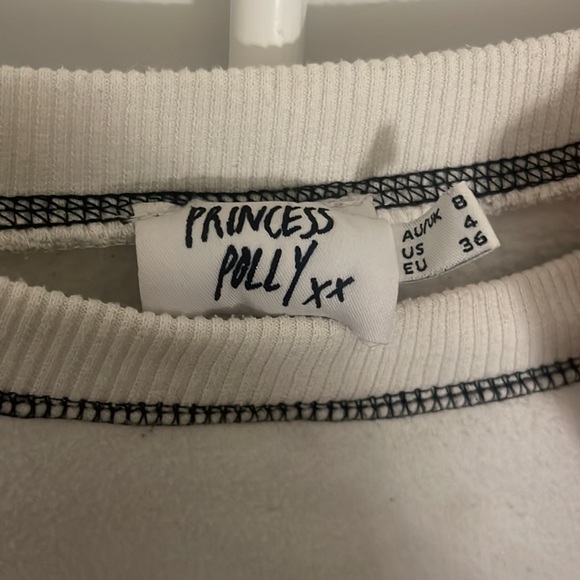 PRINCESS
POLLY xx
AU/UK 8
US 4
EU 36